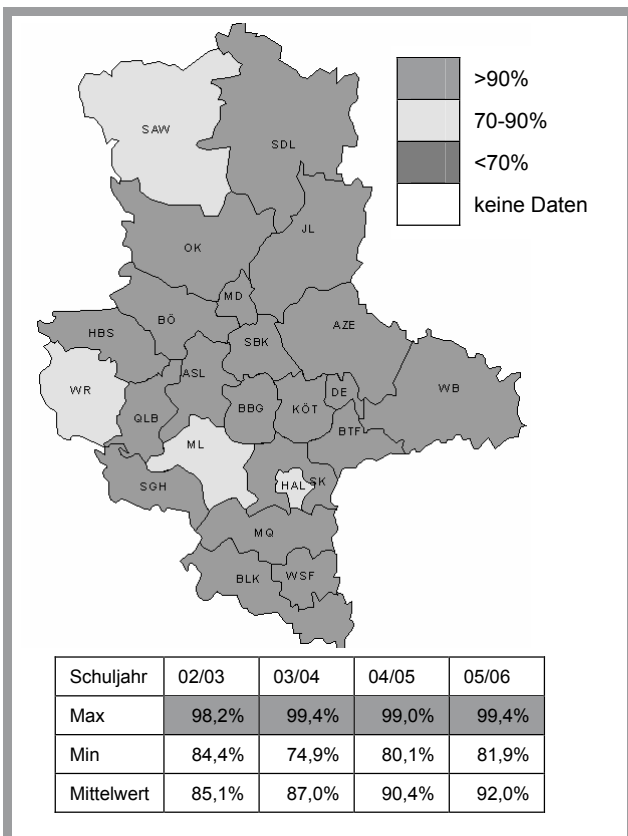 >90%
70-90%
<70%
keine Daten
SAW
SDL
JL
OK
MD
BÖ
HBS
AZE
SBK
WR
ASL
WB
BBG
KÖT
DE
QLB
BTF
ML
HAL SK
SGH
MQ
BLK
WSF
Schuljahr 02/03 03/04 04/05 05/06
Max 98,2% 99,4% 99,0% 99,4%
Min 84,4% 74,9% 80,1% 81,9%
Mittelwert 85,1% 87,0% 90,4% 92,0%